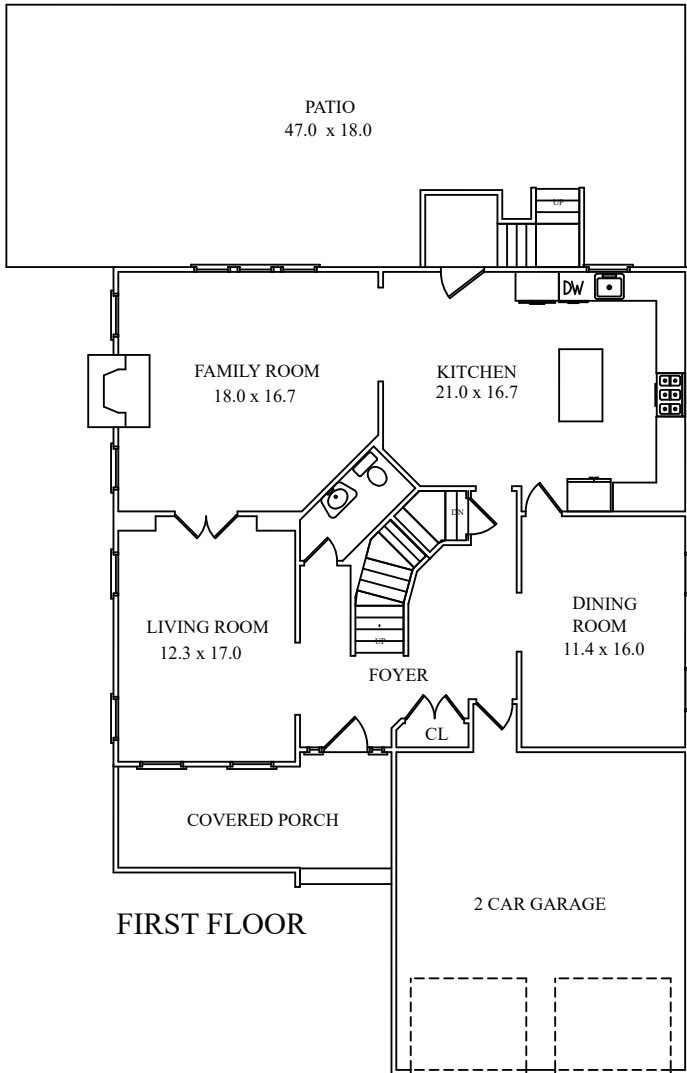 PATIO
47.0 x 18.0
UP
DW
FAMILY ROOM
18.0 x 16.7
KITCHEN
21.0 x 16.7
DN
LIVING ROOM
12.3 x 17.0
UP
DINING
ROOM
11.4 x 16.0
FOYER
CL
COVERED PORCH
2 CAR GARAGE
FIRST FLOOR